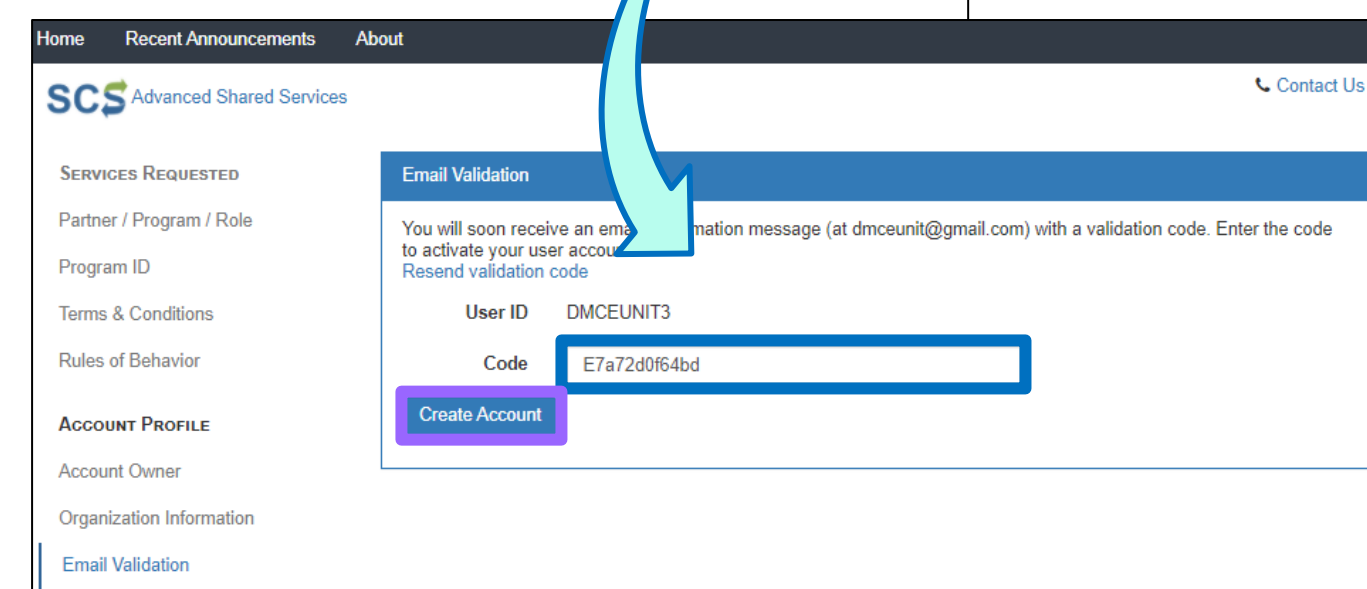 Home Recent Announcements About
SCS Advanced Shared Services
Contact Us
SERVICES REQUESTED
Partner / Program / Role
Program ID
Terms & Conditions
Rules of Behavior
ACCOUNT PROFILE
Account Owner
Organization Information
Email Validation
Email Validation
You will soon receive an message (at dmceunit@gmail.com) with a validation code. Enter the code
to activate your user
Resend validation code
User ID DMCEUNIT3
Code E7a72d0f64bd
Create Account